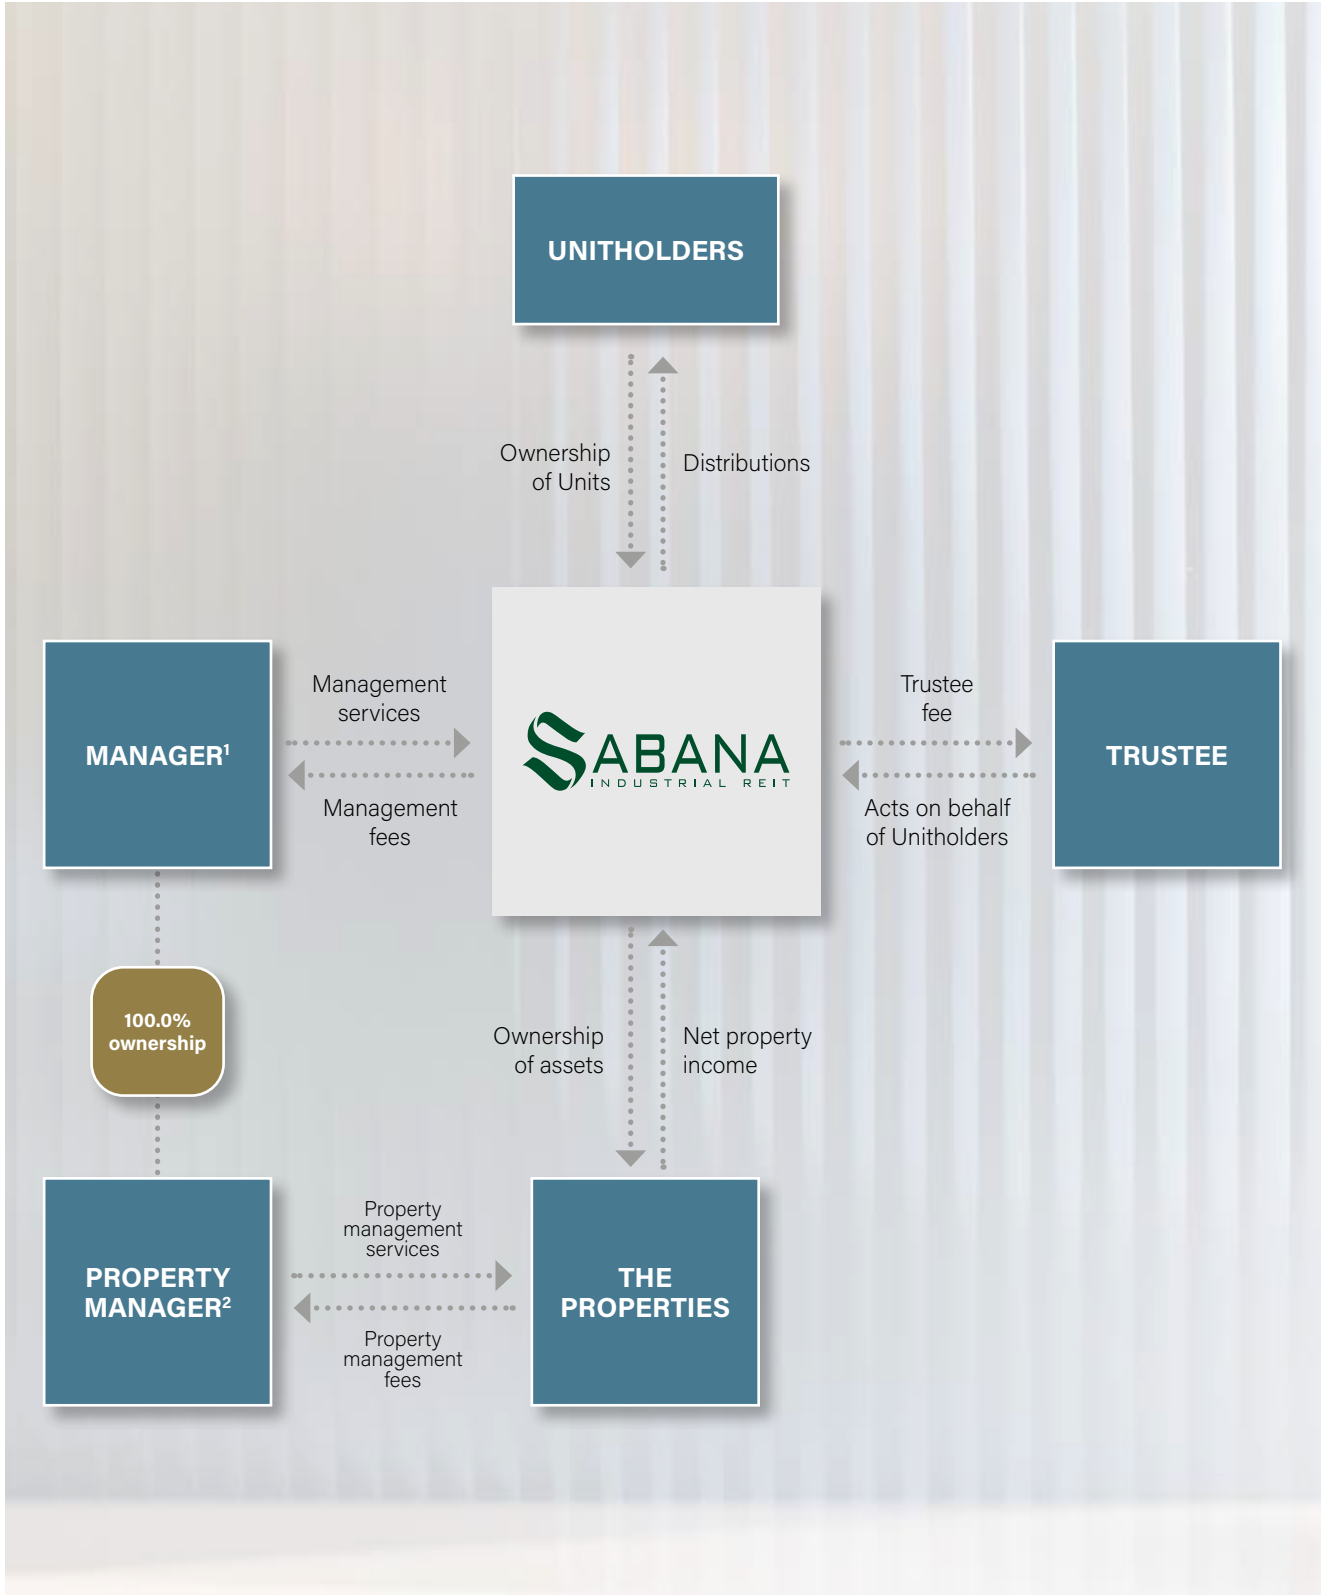 UNITHOLDERS
Ownership
of Units
Distributions
MANAGER¹
Management
services
Management
fees
SABANA
INDUSTRIAL REIT
Trustee
fee
Acts on behalf
of Unitholders
TRUSTEE
100.0%
ownership
Ownership
of assets
Net property
income
PROPERTY
MANAGER²
Property
management
services
Property
management
fees
THE
PROPERTIES